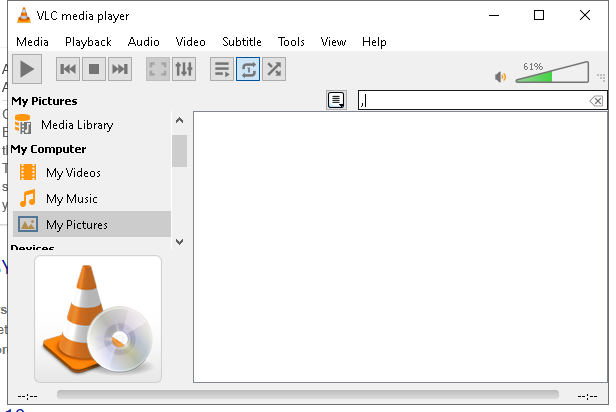 VLC media player
Media Playback Audio Video Subtitle Tools View Help
61%
My Pictures
,
Media Library
My Computer
My Videos
My Music
My Pictures
Devices
--:-- --:--